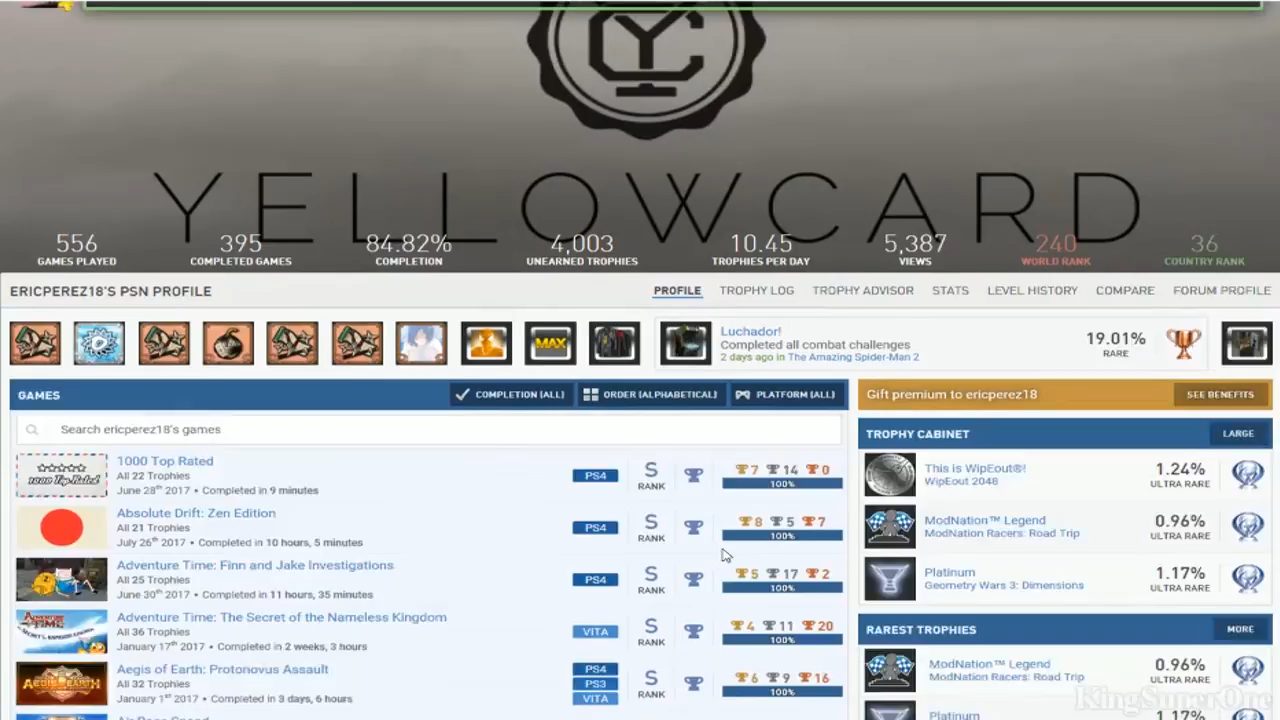 YC
YELLOWCARD
556 395 84.82% 4,003 10.45 5,387 240 36
GAMES PLAYED COMPLETED GAMES COMPLETION UNEARNED TROPHIES TROPHIES PER DAY VIEWS WORLD RANK COUNTRY RANK
ERICPEREZ18'S PSN PROFILE PROFILE TROPHY LOG TROPHY ADVISOR STATS LEVEL HISTORY COMPARE FORUM PROFILE
MAX
Luchador!
Completed all combat challenges
2 days ago in The Amazing Spider-Man 2
19.01%
RARE
GAMES COMPLETION (ALL) ORDER (ALPHABETICAL) PLATFORM (ALL)
Search ericperez18's games
1000 Top Rated
1000 Top Rated
All 22 Trophies
June 28th 2017 • Completed in 9 minutes
PS4
S
RANK
7 14 0
100%
Absolute Drift: Zen Edition
All 21 Trophies
July 26th 2017 • Completed in 10 hours, 5 minutes
PS4
S
RANK
8 5 7
100%
Adventure Time: Finn and Jake Investigations
All 25 Trophies
June 30th 2017 • Completed in 11 hours, 35 minutes
PS4
S
RANK
5 17 2
100%
ADVENTURE TIME
Adventure Time: The Secret of the Nameless Kingdom
All 36 Trophies
January 17th 2017 • Completed in 2 weeks, 3 hours
VITA
S
RANK
4 11 20
100%
AEGIS OF EARTH
Aegis of Earth: Protonovus Assault
All 32 Trophies
January 1st 2017 • Completed in 3 days, 6 hours
PS4
PS3
VITA
S
RANK
6 9 16
100%
Gift premium to ericperez18 SEE BENEFITS
TROPHY CABINET LARGE
This is WipEout®!
WipEout 2048
1.24%
ULTRA RARE
ModNation™ Legend
ModNation Racers: Road Trip
0.96%
ULTRA RARE
Platinum
Geometry Wars 3: Dimensions
1.17%
ULTRA RARE
RAREST TROPHIES MORE
ModNation™ Legend
ModNation Racers: Road Trip
0.96%
ULTRA RARE
Platinum
1.17%
KingSuperOne